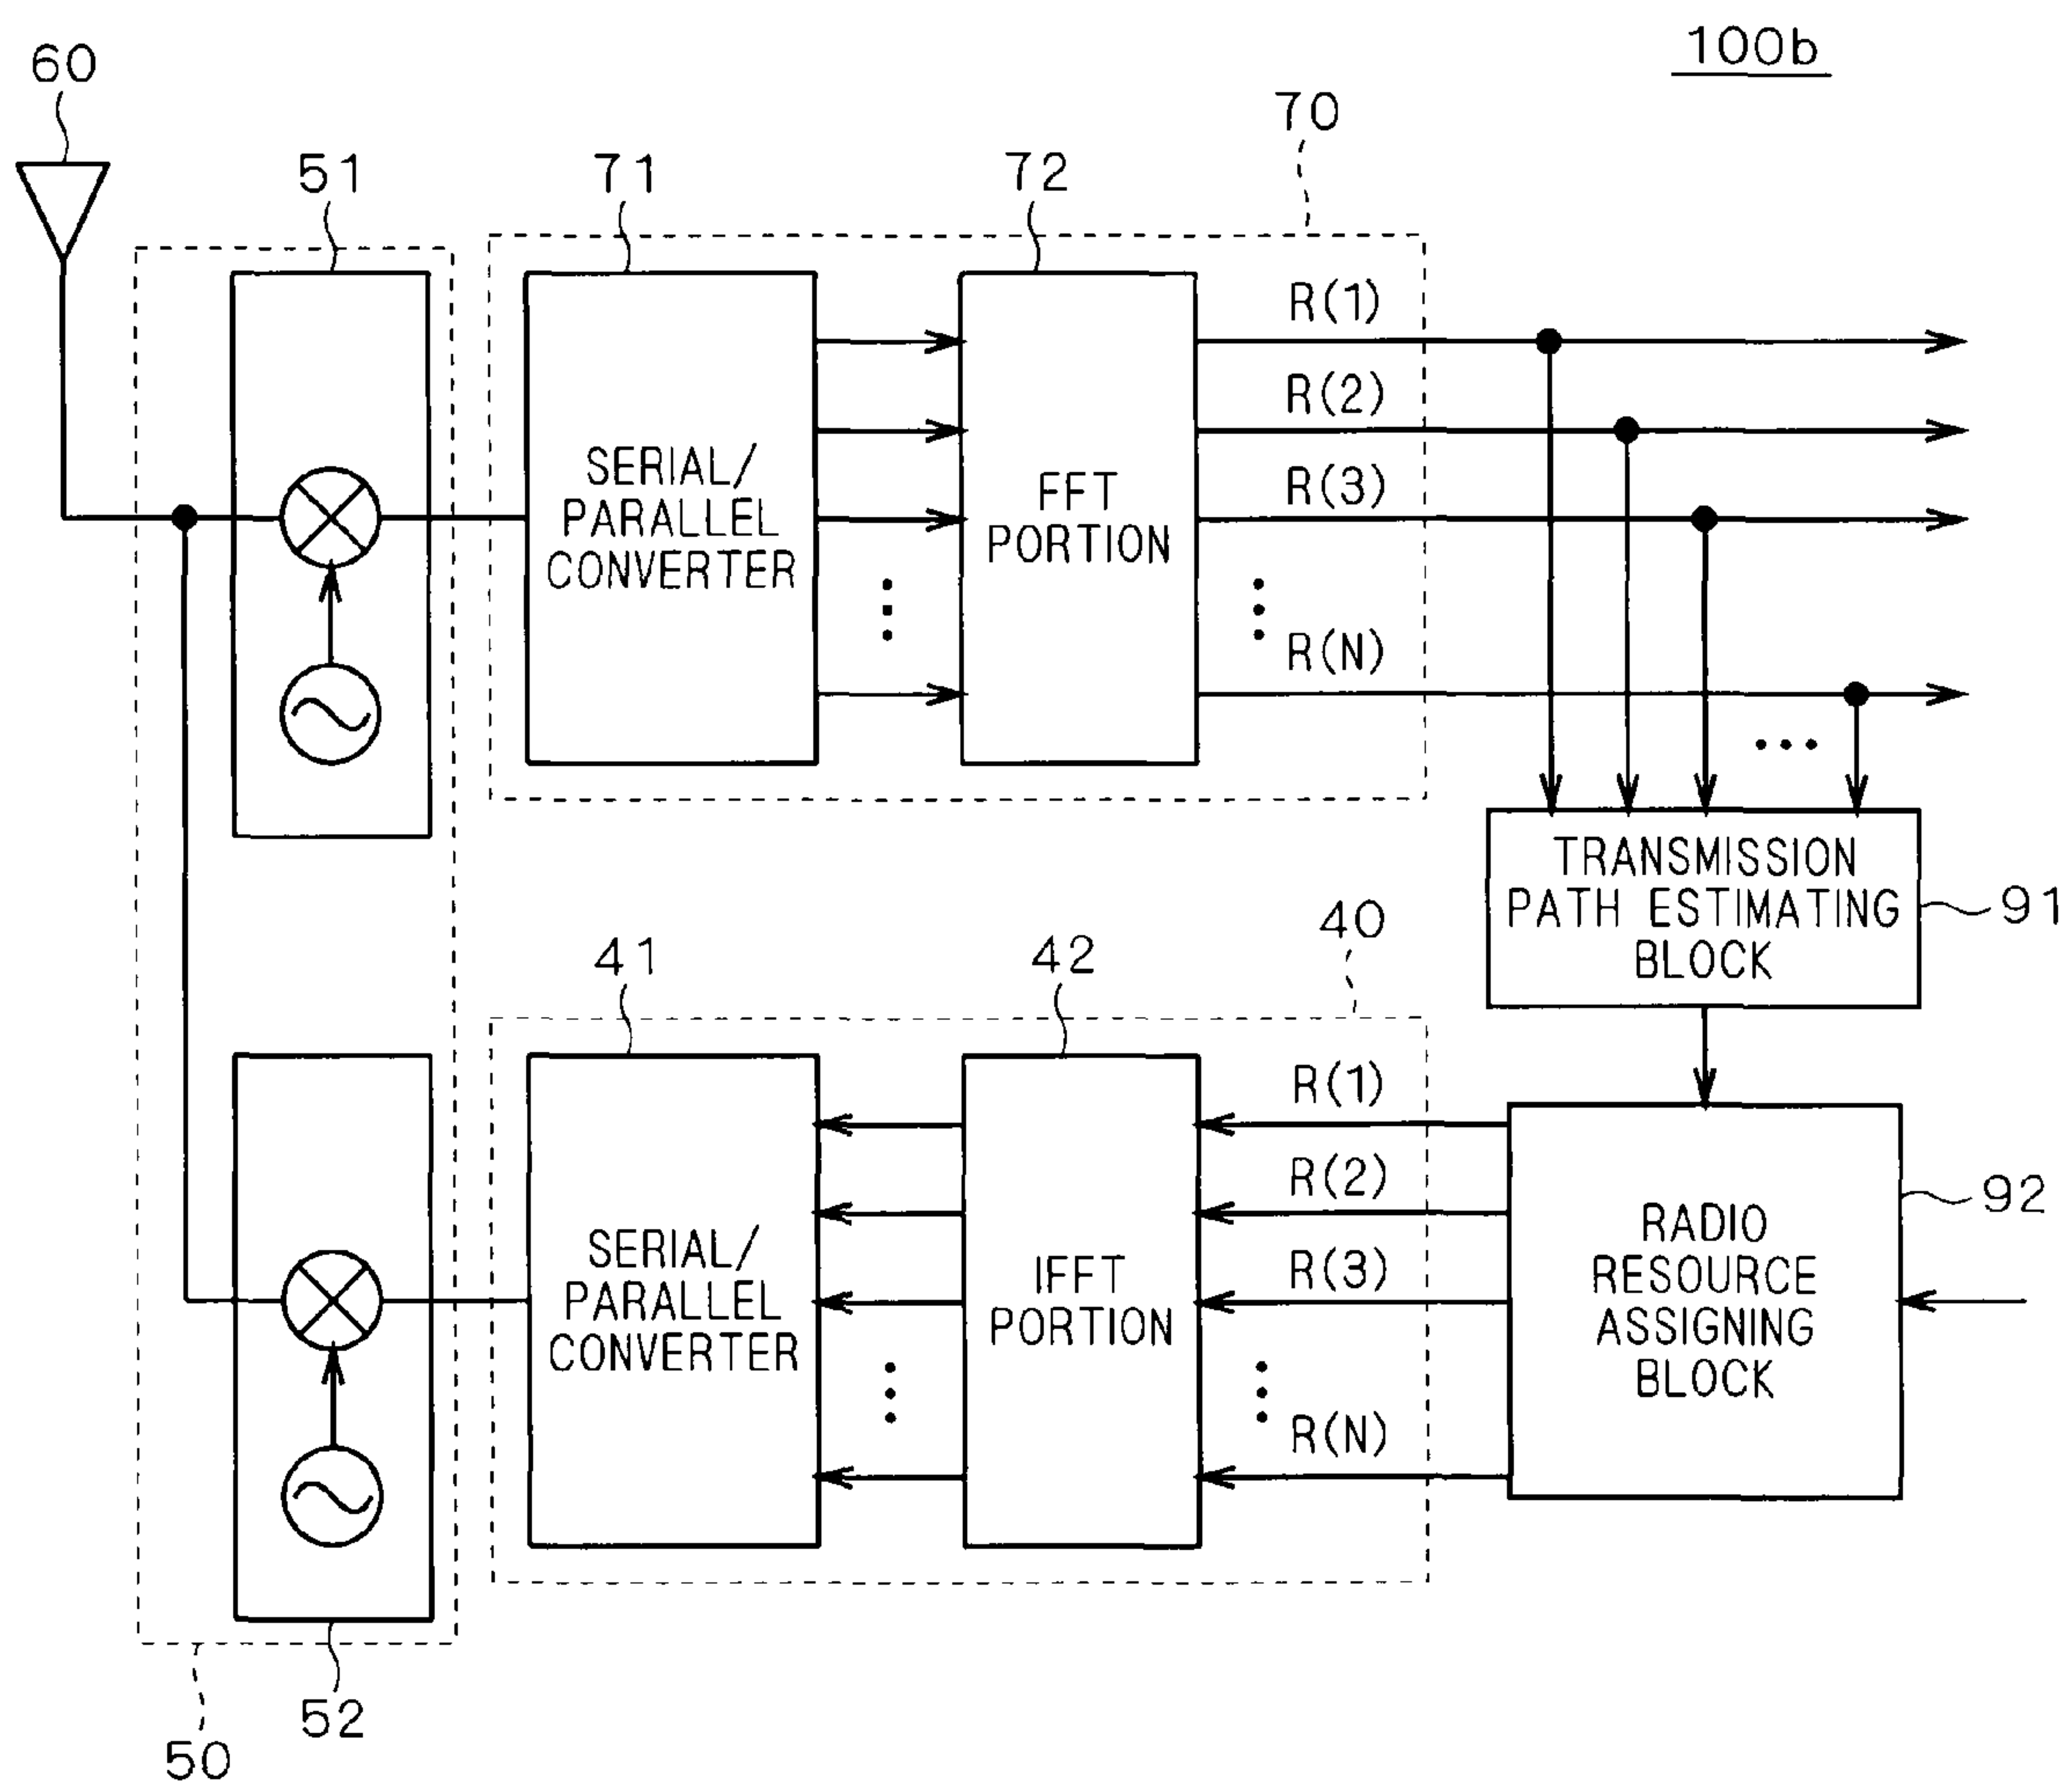 100b
60
70
51
71
72
R(1)
R(2)
R(3)
R(N)
SERIAL/
PARALLEL
CONVERTER
FFT
PORTION
TRANSMISSION
PATH ESTIMATING
BLOCK
91
40
41
42
R(1)
R(2)
R(3)
R(N)
SERIAL/
PARALLEL
CONVERTER
IFFT
PORTION
RADIO
RESOURCE
ASSIGNING
BLOCK
92
52
50